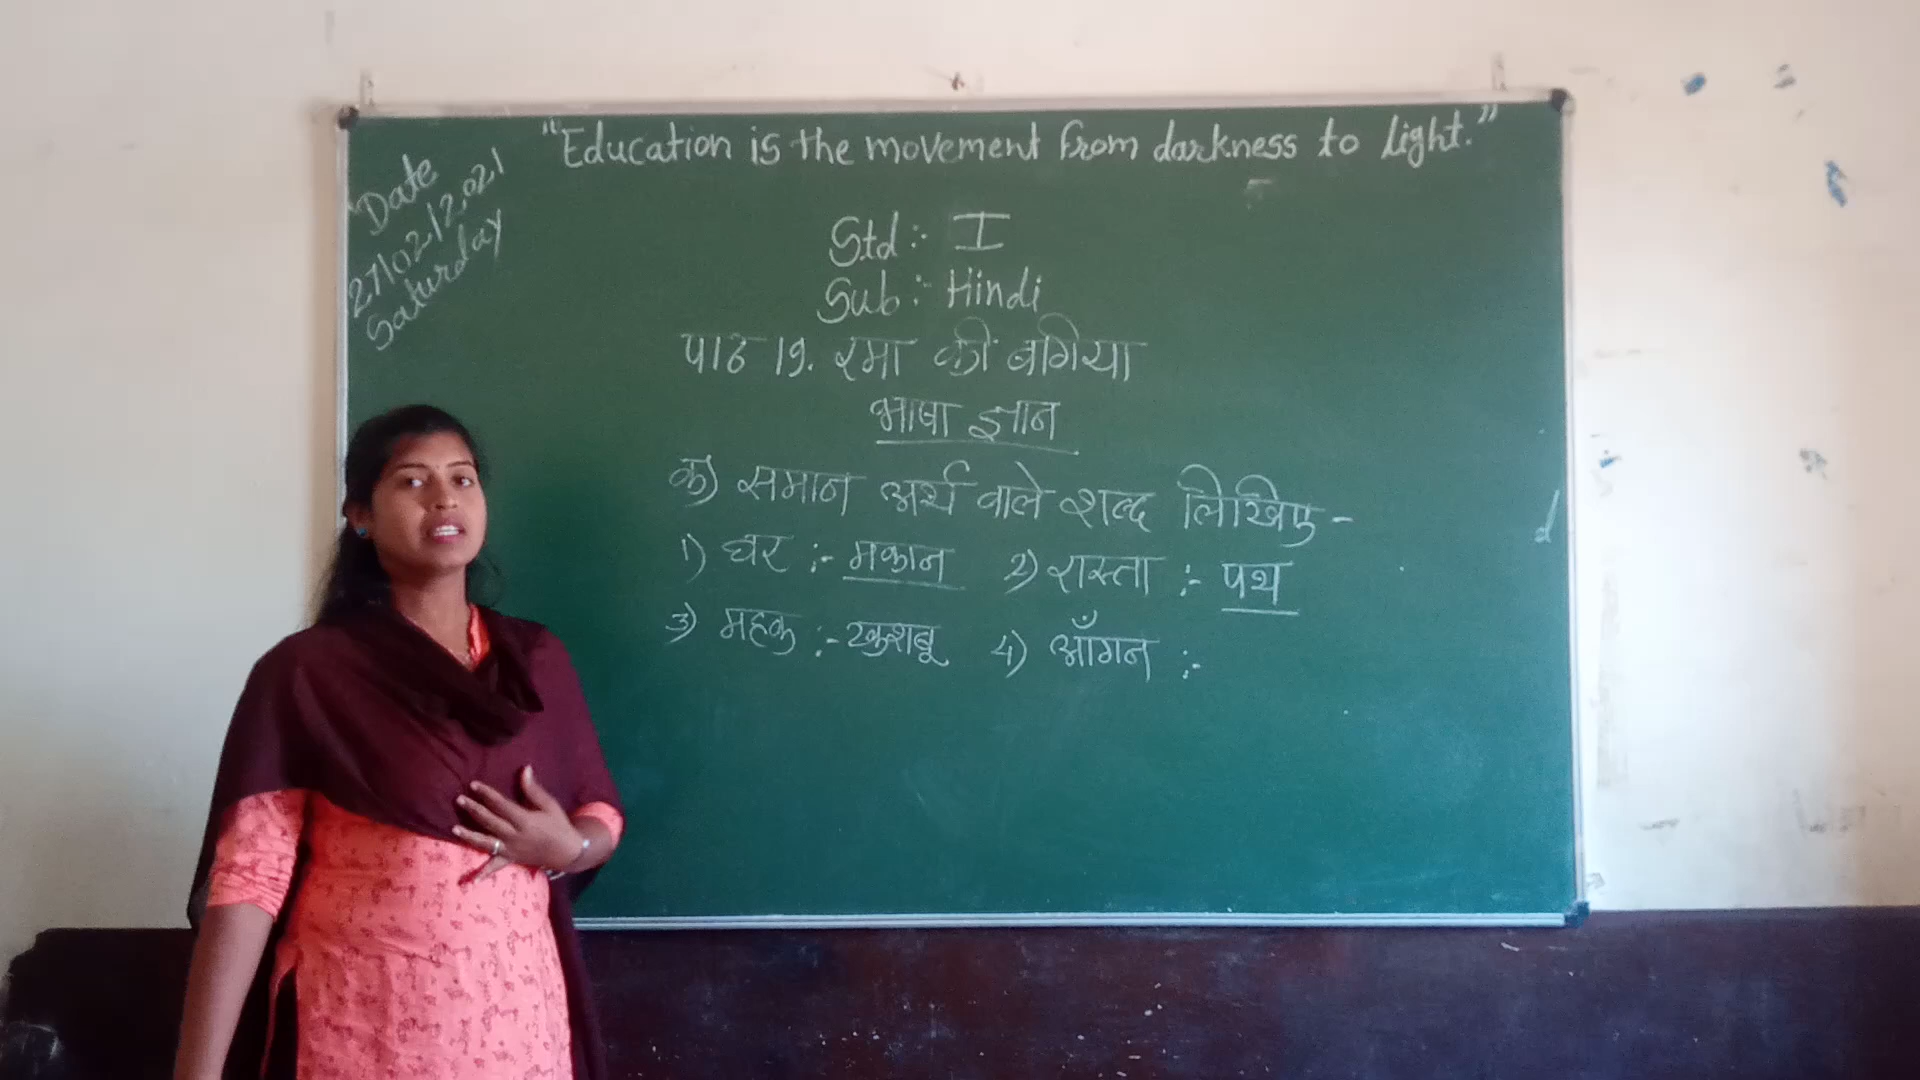 "Education is the movement from darkness to light."
Date
27/02/2021
Saturday
Std :- I
Sub :- Hindi
पाठ 19. रमा की बगिया
भाषा ज्ञान
क) समान अर्थ वाले शब्द लिखिए -
1) घर :- मकान 2) रास्ता :- पथ
3) महक :- खुशबू 4) आँगन :-
d